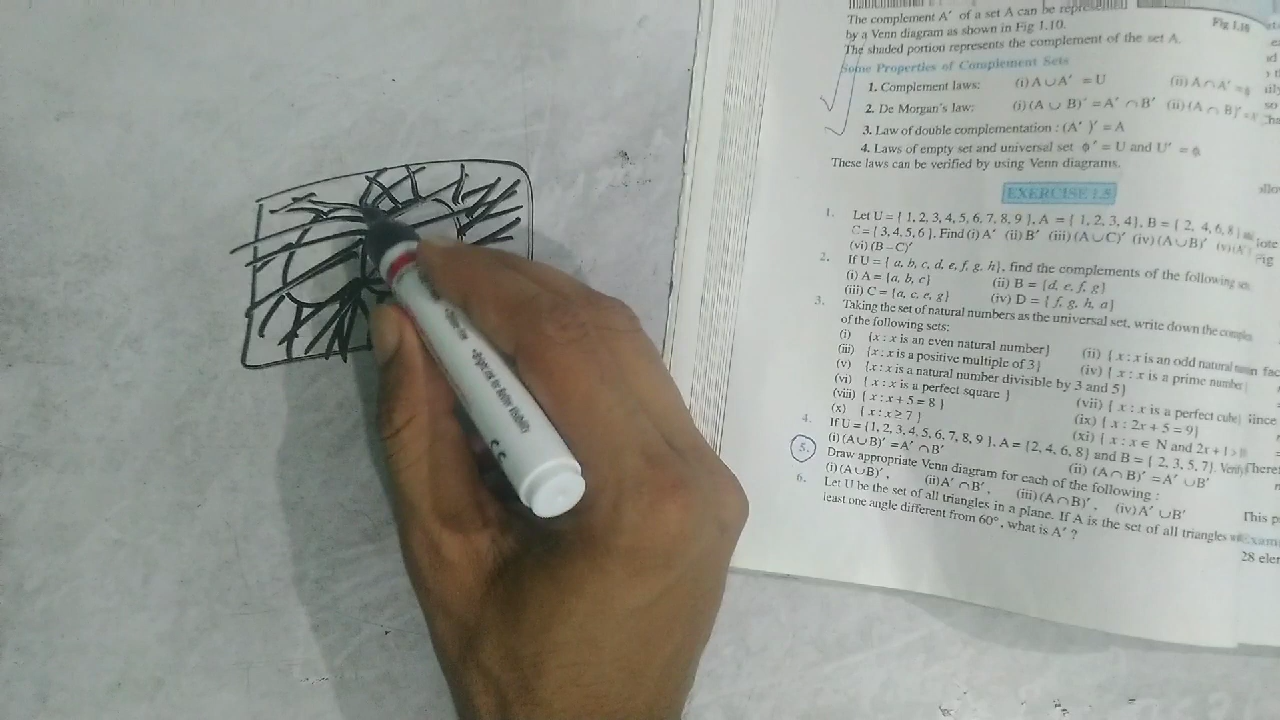 The complement A′ of a set A can be represented
by a Venn diagram as shown in Fig 1.10.
Fig 1.10
The shaded portion represents the complement of the set A.
Some Properties of Complement Sets
1. Complement laws: (i) A ∪ A′ = U (ii) A ∩ A′ = ϕ
2. De Morgan's law: (i) (A ∪ B)′ = A′ ∩ B′ (ii) (A ∩ B)′
3. Law of double complementation : (A′ )′ = A
4. Laws of empty set and universal set ϕ′ = U and U′ = ϕ
These laws can be verified by using Venn diagrams.
EXERCISE 1.5
1. Let U = { 1, 2, 3, 4, 5, 6, 7, 8, 9 }, A = { 1, 2, 3, 4}, B = { 2, 4, 6, 8 }
C = { 3, 4, 5, 6 }. Find (i) A′ (ii) B′ (iii) (A ∪ C)′ (iv) (A ∪ B)′ (v)
(vi) (B – C)′
2. If U = { a, b, c, d, e, f, g, h}, find the complements of the following
(i) A = {a, b, c} (ii) B = {d, e, f, g}
(iii) C = {a, c, e, g} (iv) D = { f, g, h, a}
3. Taking the set of natural numbers as the universal set, write down the
of the following sets:
(i) {x : x is an even natural number} (ii) { x : x is an odd natural
(iii) {x : x is a positive multiple of 3} (iv) { x : x is a prime number
(v) {x : x is a natural number divisible by 3 and 5}
(vi) { x : x is a perfect square } (vii) { x : x is a perfect cube}
(viii) { x : x + 5 = 8 } (ix) { x : 2x + 5 = 9}
(x) { x : x ≥ 7 } (xi) { x : x ∈ N and 2x + 1 >
4. If U = {1, 2, 3, 4, 5, 6, 7, 8, 9 }, A = {2, 4, 6, 8} and B = { 2, 3, 5, 7}. Verify
(i) (A ∪ B)′ = A′ ∩ B′ (ii) (A ∩ B)′ = A′ ∪ B′
5. Draw appropriate Venn diagram for each of the following :
(i) (A ∪ B)′, (ii) A′ ∩ B′, (iii) (A ∩ B)′, (iv) A′ ∪ B′
6. Let U be the set of all triangles in a plane. If A is the set of all triangles
least one angle different from 60°, what is A′ ?
This p
28 eler